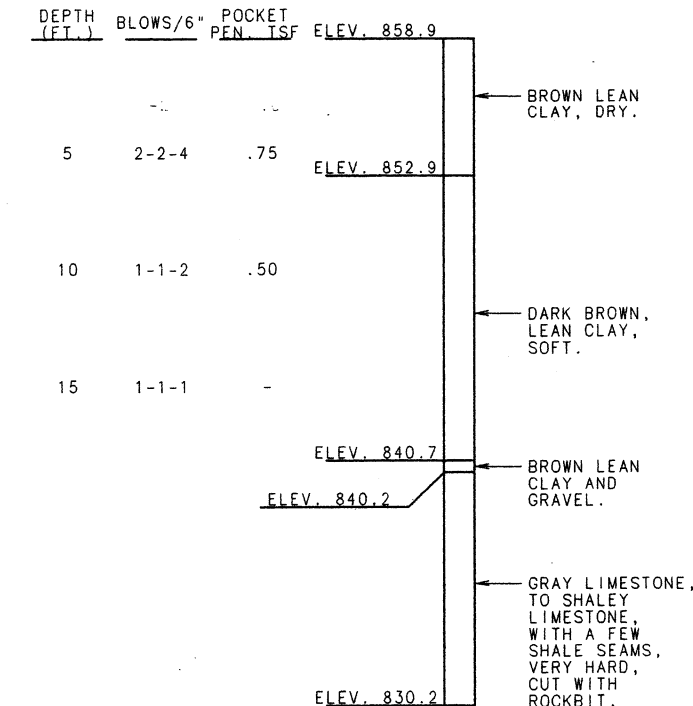 DEPTH (FT.) BLOWS/6" POCKET PEN. TSF
ELEV. 858.9
BROWN LEAN
CLAY, DRY.
5 2-2-4 .75
ELEV. 852.9
10 1-1-2 .50
DARK BROWN,
LEAN CLAY,
SOFT.
15 1-1-1 -
ELEV. 840.7
BROWN LEAN
CLAY AND
GRAVEL.
ELEV. 840.2
GRAY LIMESTONE,
TO SHALEY
LIMESTONE,
WITH A FEW
SHALE SEAMS,
VERY HARD,
CUT WITH
ROCKBIT.
ELEV. 830.2